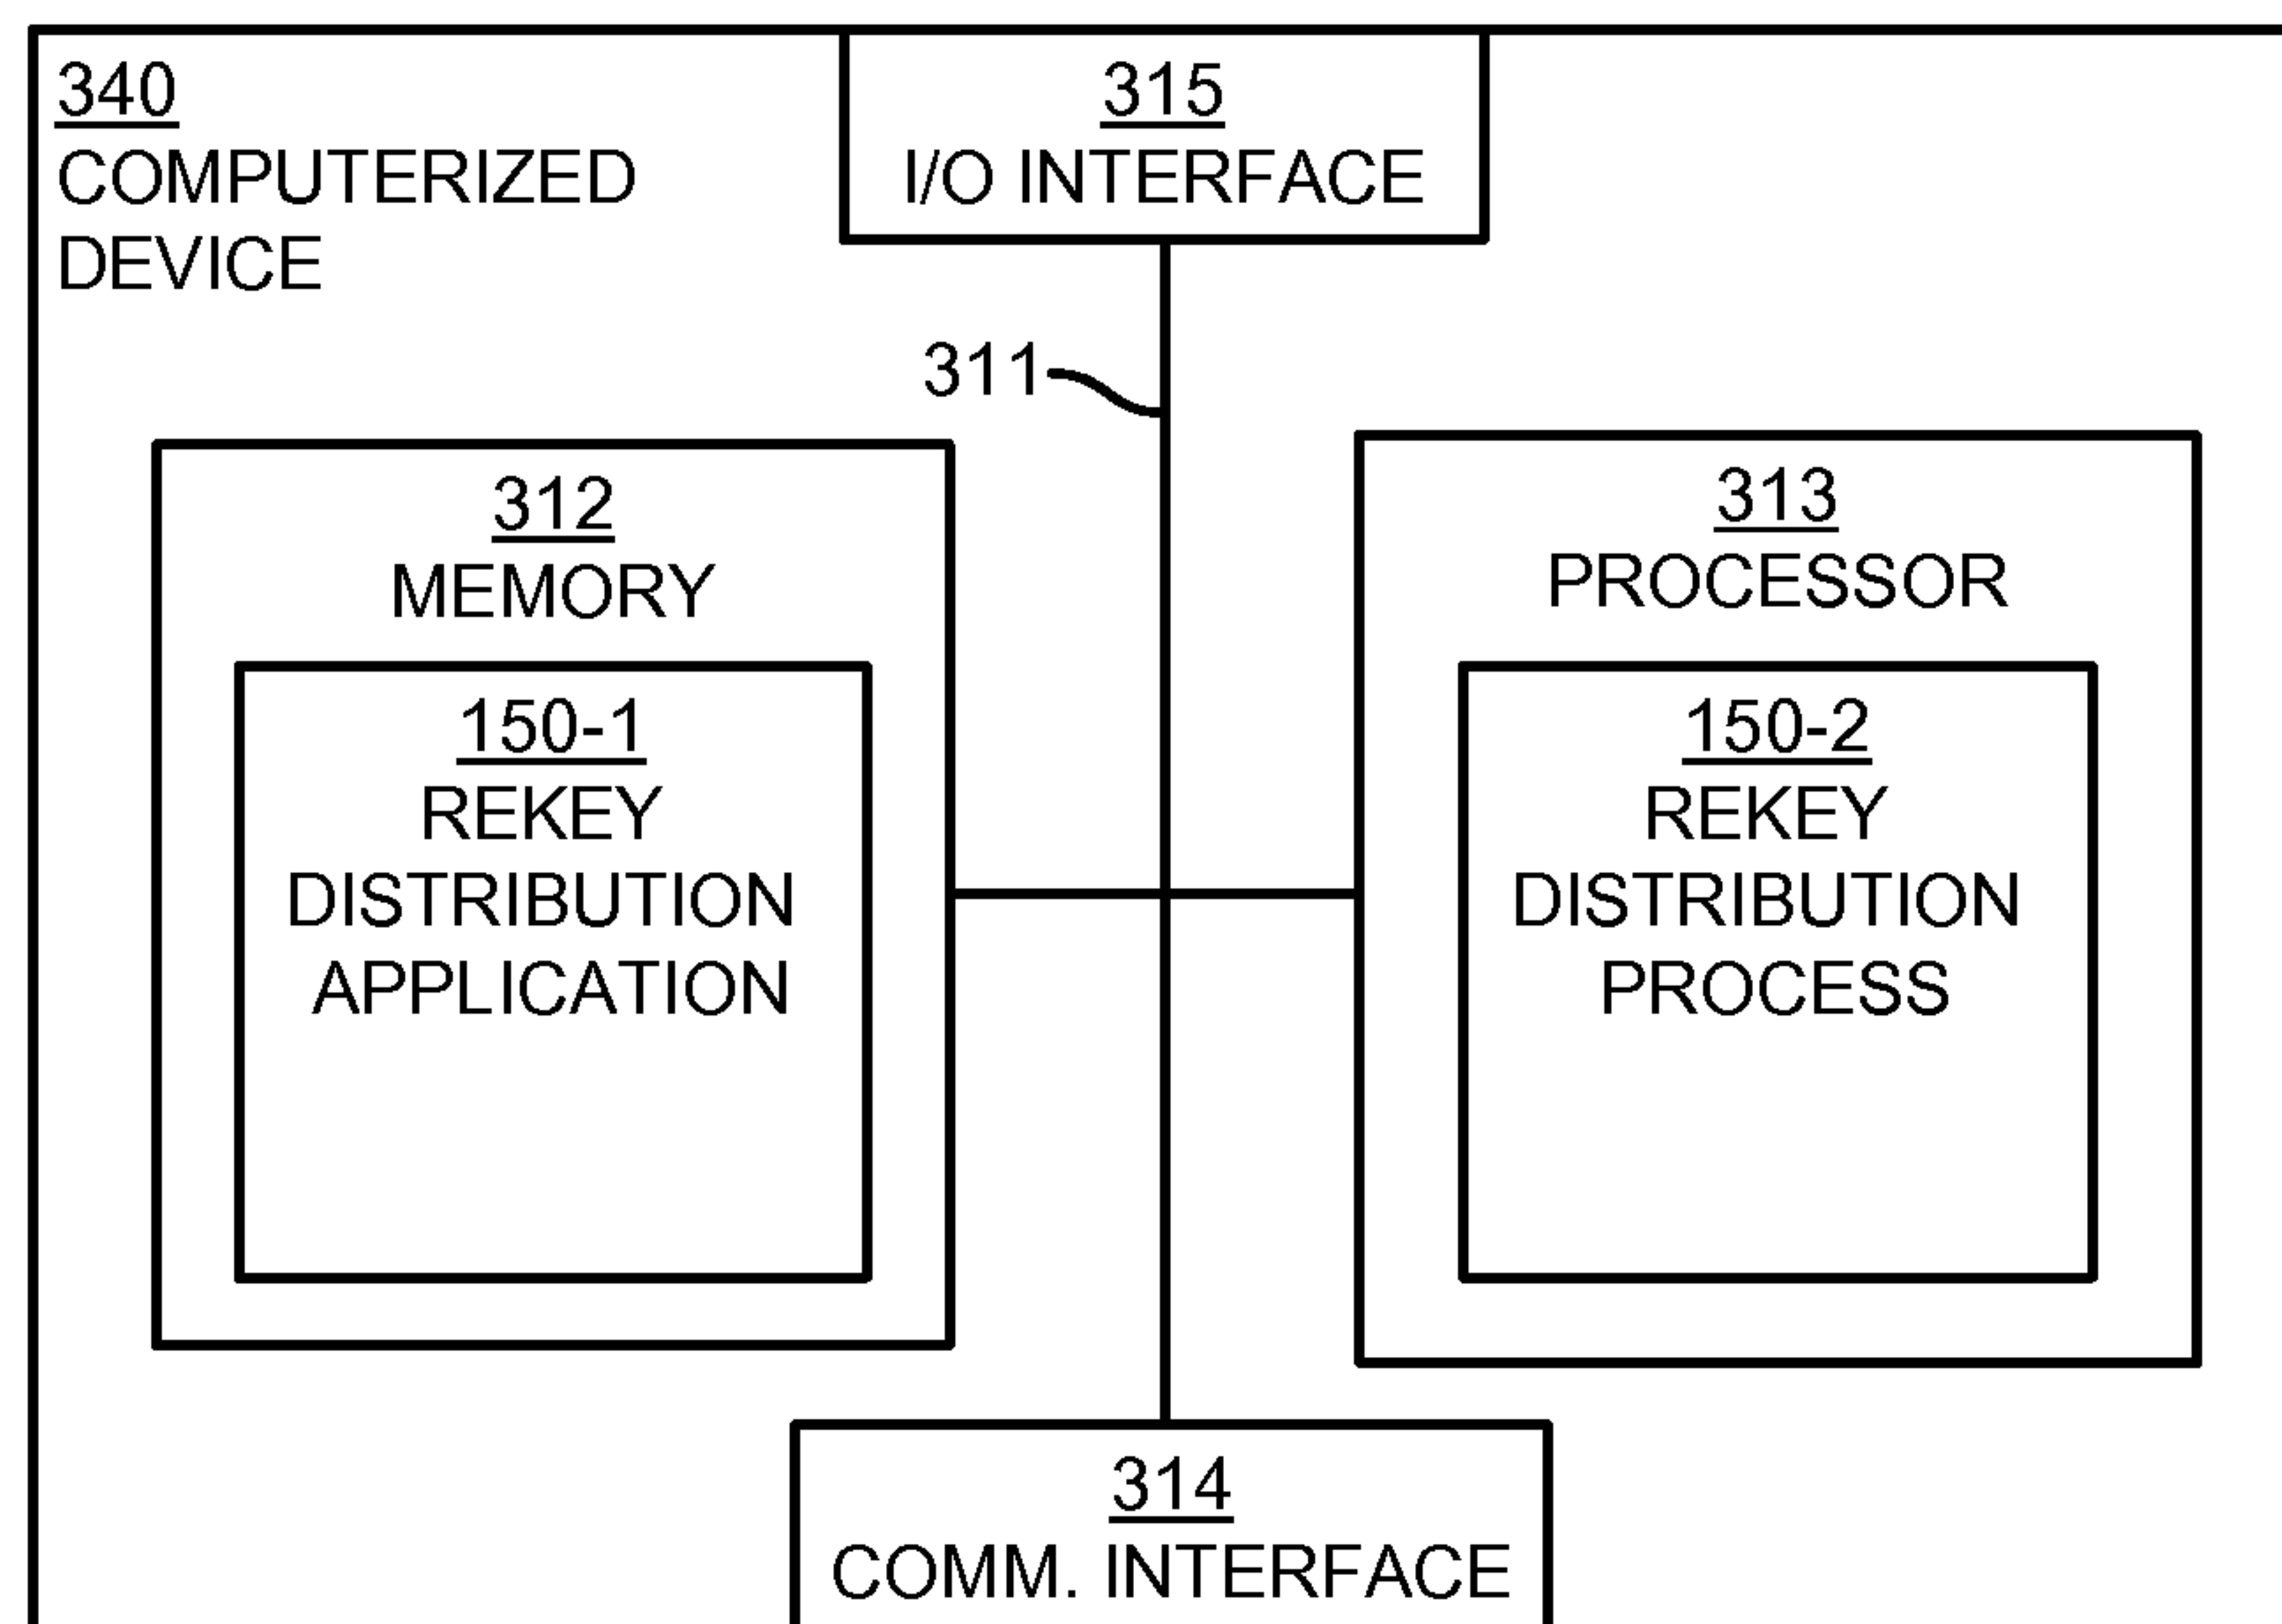 340
COMPUTERIZED
DEVICE
315
I/O INTERFACE
311
312
MEMORY
313
PROCESSOR
150-1
REKEY
DISTRIBUTION
APPLICATION
150-2
REKEY
DISTRIBUTION
PROCESS
314
COMM. INTERFACE